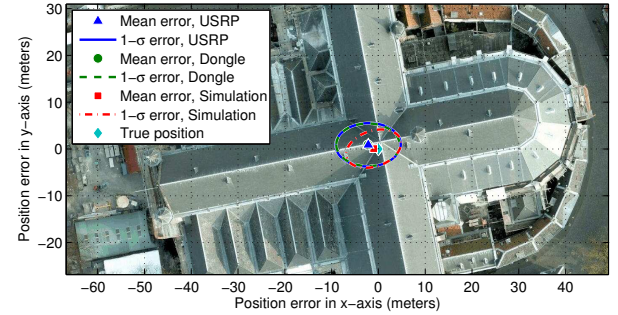 Mean error, USRP
1−σ error, USRP
Mean error, Dongle
1−σ error, Dongle
Mean error, Simulation
1−σ error, Simulation
True position
Position error in y−axis (meters)
30
20
10
0
−10
−20
−60 −50 −40 −30 −20 −10 0 10 20 30 40
Position error in x−axis (meters)